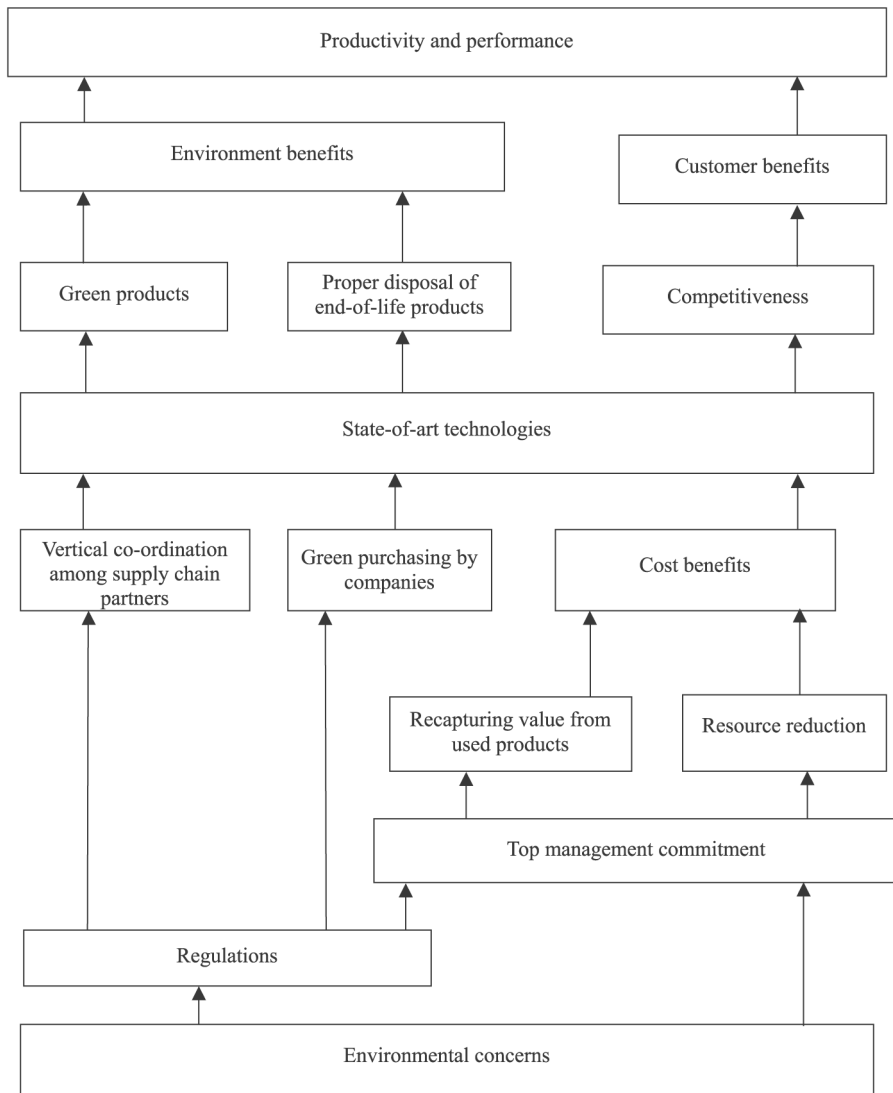 Productivity and performance
Environment benefits
Customer benefits
Green products
Proper disposal of
end-of-life products
Competitiveness
State-of-art technologies
Vertical co-ordination
among supply chain
partners
Green purchasing by
companies
Cost benefits
Recapturing value from
used products
Resource reduction
Top management commitment
Regulations
Environmental concerns